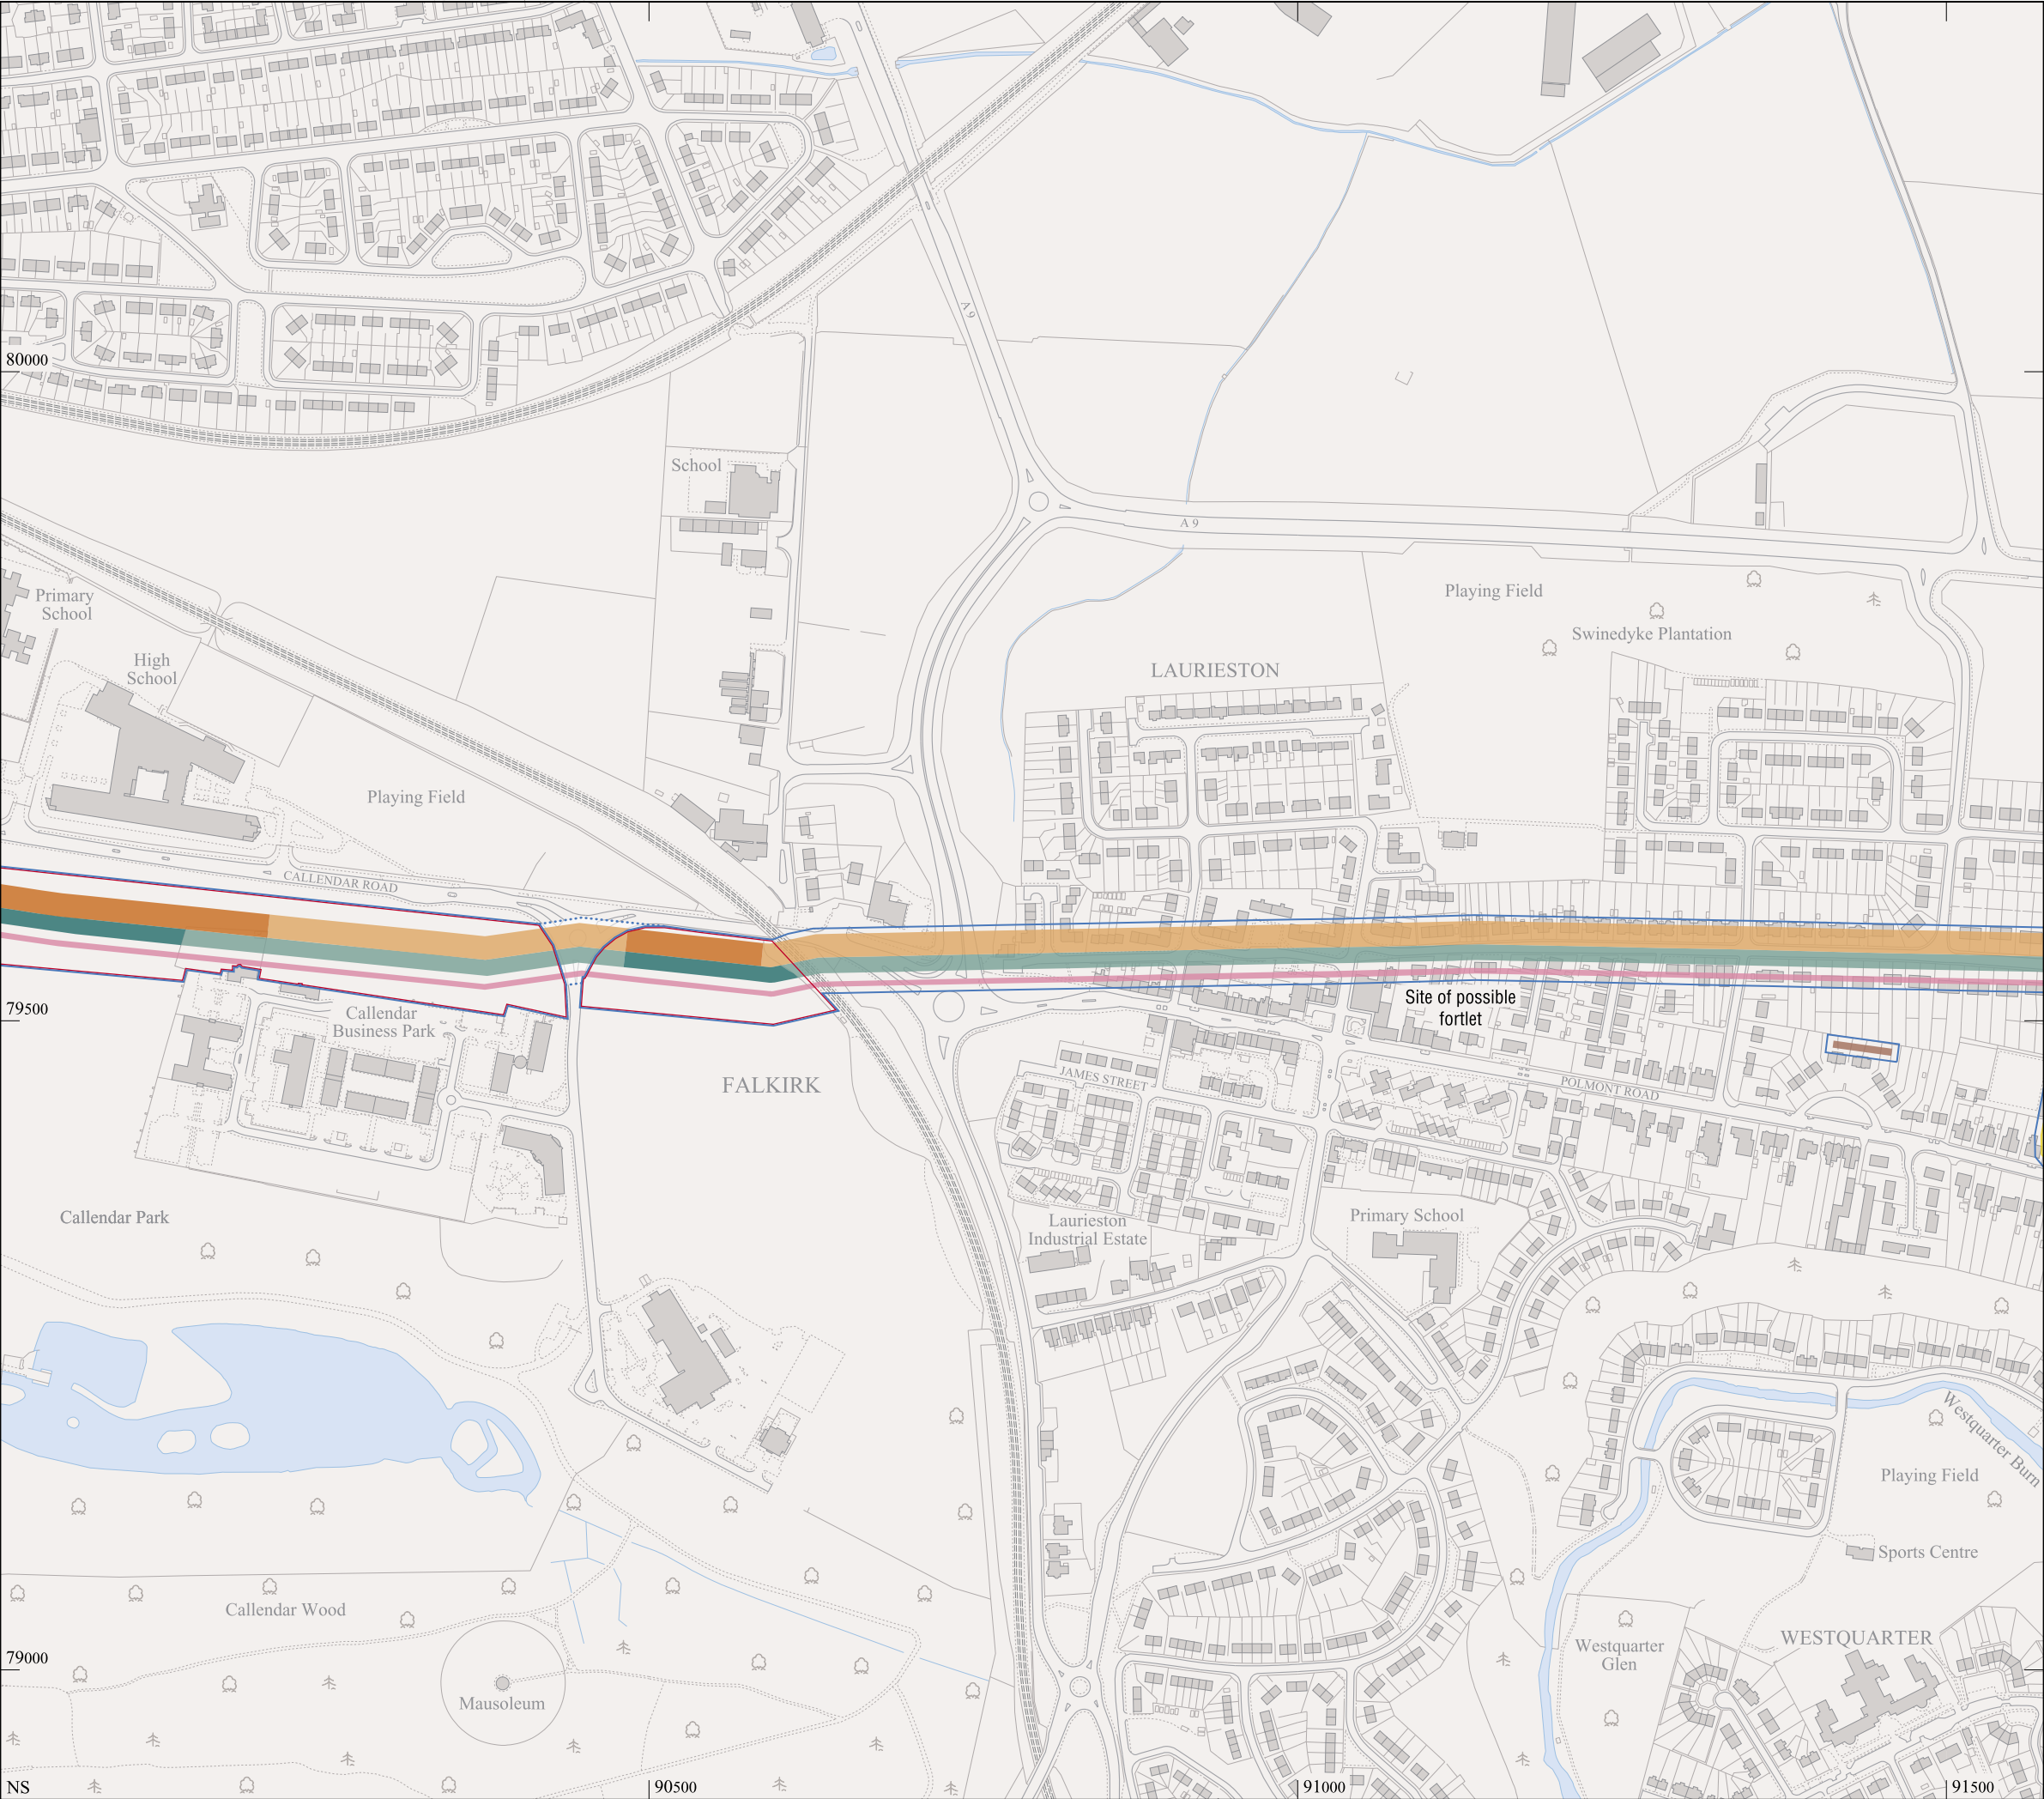 A 9
80000
School
A 9
Primary
School
Playing Field
Swinedyke Plantation
High
School
LAURIESTON
Playing Field
CALLENDAR ROAD
79500
Callendar
Business Park
Site of possible
fortlet
FALKIRK
JAMES STREET
POLMONT ROAD
Callendar Park
Laurieston
Industrial Estate
Primary School
Westquarter Burn
Playing Field
Sports Centre
Callendar Wood
Westquarter
Glen
WESTQUARTER
79000
Mausoleum
NS
90500
91000
91500